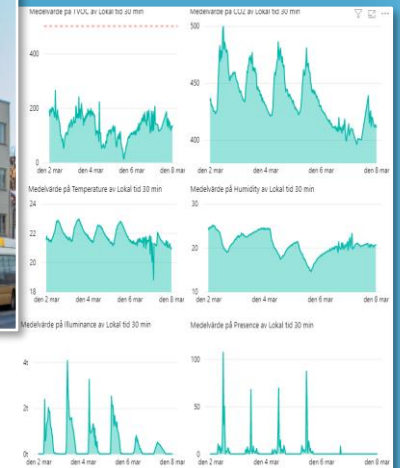 Medelvärde på TVOC av Lokal tid 30 min
400
200
0
den 2 mar den 4 mar den 6 mar den 8 mar
Medelvärde på CO2 av Lokal tid 30 min
500
450
400
den 2 mar den 4 mar den 6 mar den 8 mar
Medelvärde på Temperature av Lokal tid 30 min
24
22
20
18
den 2 mar den 4 mar den 6 mar den 8 mar
Medelvärde på Humidity av Lokal tid 30 min
30
20
10
den 2 mar den 4 mar den 6 mar den 8 mar
Medelvärde på Illuminance av Lokal tid 30 min
4t
2t
0t
den 2 mar den 4 mar den 6 mar den 8 mar
Medelvärde på Presence av Lokal tid 30 min
100
50
0
den 2 mar den 4 mar den 6 mar den 8 mar